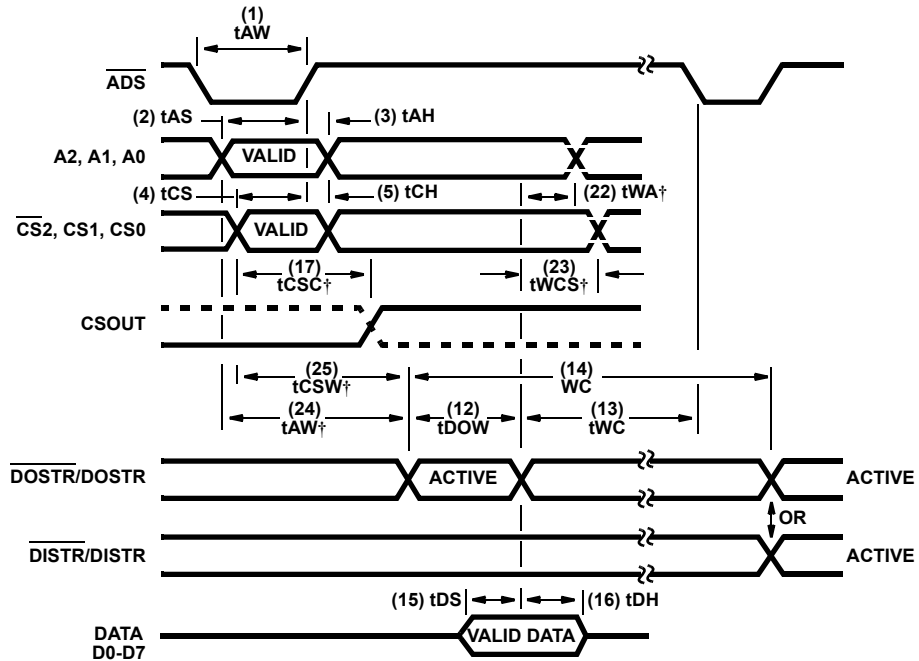 (1)
tAW
ADS
(2) tAS
(3) tAH
A2, A1, A0
VALID
(4) tCS
(5) tCH
(22) tWA†
CS2, CS1, CS0
VALID
(17)
tCSC†
(23)
tWCS†
CSOUT
(25)
tCSW†
(14)
WC
(24)
tAW†
(12)
tDOW
(13)
tWC
DOSTR/DOSTR
ACTIVE
ACTIVE
OR
DISTR/DISTR
ACTIVE
(15) tDS
(16) tDH
DATA
D0-D7
VALID DATA